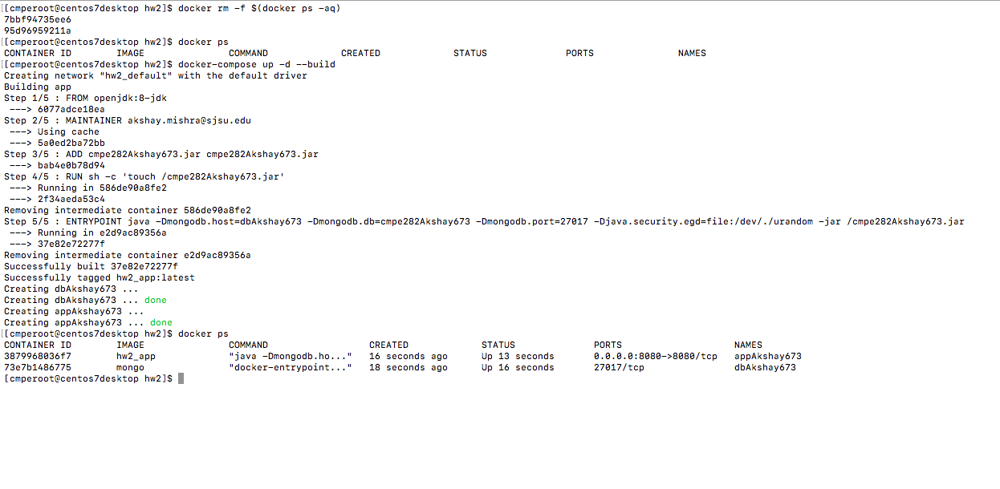 [[cmperoot@centos7desktop hw2]$ docker rm -f $(docker ps -aq)
7bbf94735ee6
95d96959211a
[[cmperoot@centos7desktop hw2]$ docker ps
CONTAINER ID        IMAGE               COMMAND             CREATED             STATUS              PORTS               NAMES
[[cmperoot@centos7desktop hw2]$ docker-compose up -d --build
Creating network "hw2_default" with the default driver
Building app
Step 1/5 : FROM openjdk:8-jdk
 ---> 6077adce18ea
Step 2/5 : MAINTAINER akshay.mishra@sjsu.edu
 ---> Using cache
 ---> 5a0ed2ba72bb
Step 3/5 : ADD cmpe282Akshay673.jar cmpe282Akshay673.jar
 ---> bab4e0b78d94
Step 4/5 : RUN sh -c 'touch /cmpe282Akshay673.jar'
 ---> Running in 586de90a8fe2
 ---> 2f34aeda53c4
Removing intermediate container 586de90a8fe2
Step 5/5 : ENTRYPOINT java -Dmongodb.host=dbAkshay673 -Dmongodb.db=cmpe282Akshay673 -Dmongodb.port=27017 -Djava.security.egd=file:/dev/./urandom -jar /cmpe282Akshay673.jar
 ---> Running in e2d9ac89356a
 ---> 37e82e72277f
Removing intermediate container e2d9ac89356a
Successfully built 37e82e72277f
Successfully tagged hw2_app:latest
Creating dbAkshay673 ...
Creating dbAkshay673 ... done
Creating appAkshay673 ...
Creating appAkshay673 ... done
[[cmperoot@centos7desktop hw2]$ docker ps
CONTAINER ID        IMAGE               COMMAND                  CREATED             STATUS              PORTS                    NAMES
3879968036f7        hw2_app             "java -Dmongodb.ho..."   16 seconds ago      Up 13 seconds       0.0.0.0:8080->8080/tcp   appAkshay673
73e7b1486775        mongo               "docker-entrypoint..."   18 seconds ago      Up 16 seconds       27017/tcp                dbAkshay673
[cmperoot@centos7desktop hw2]$